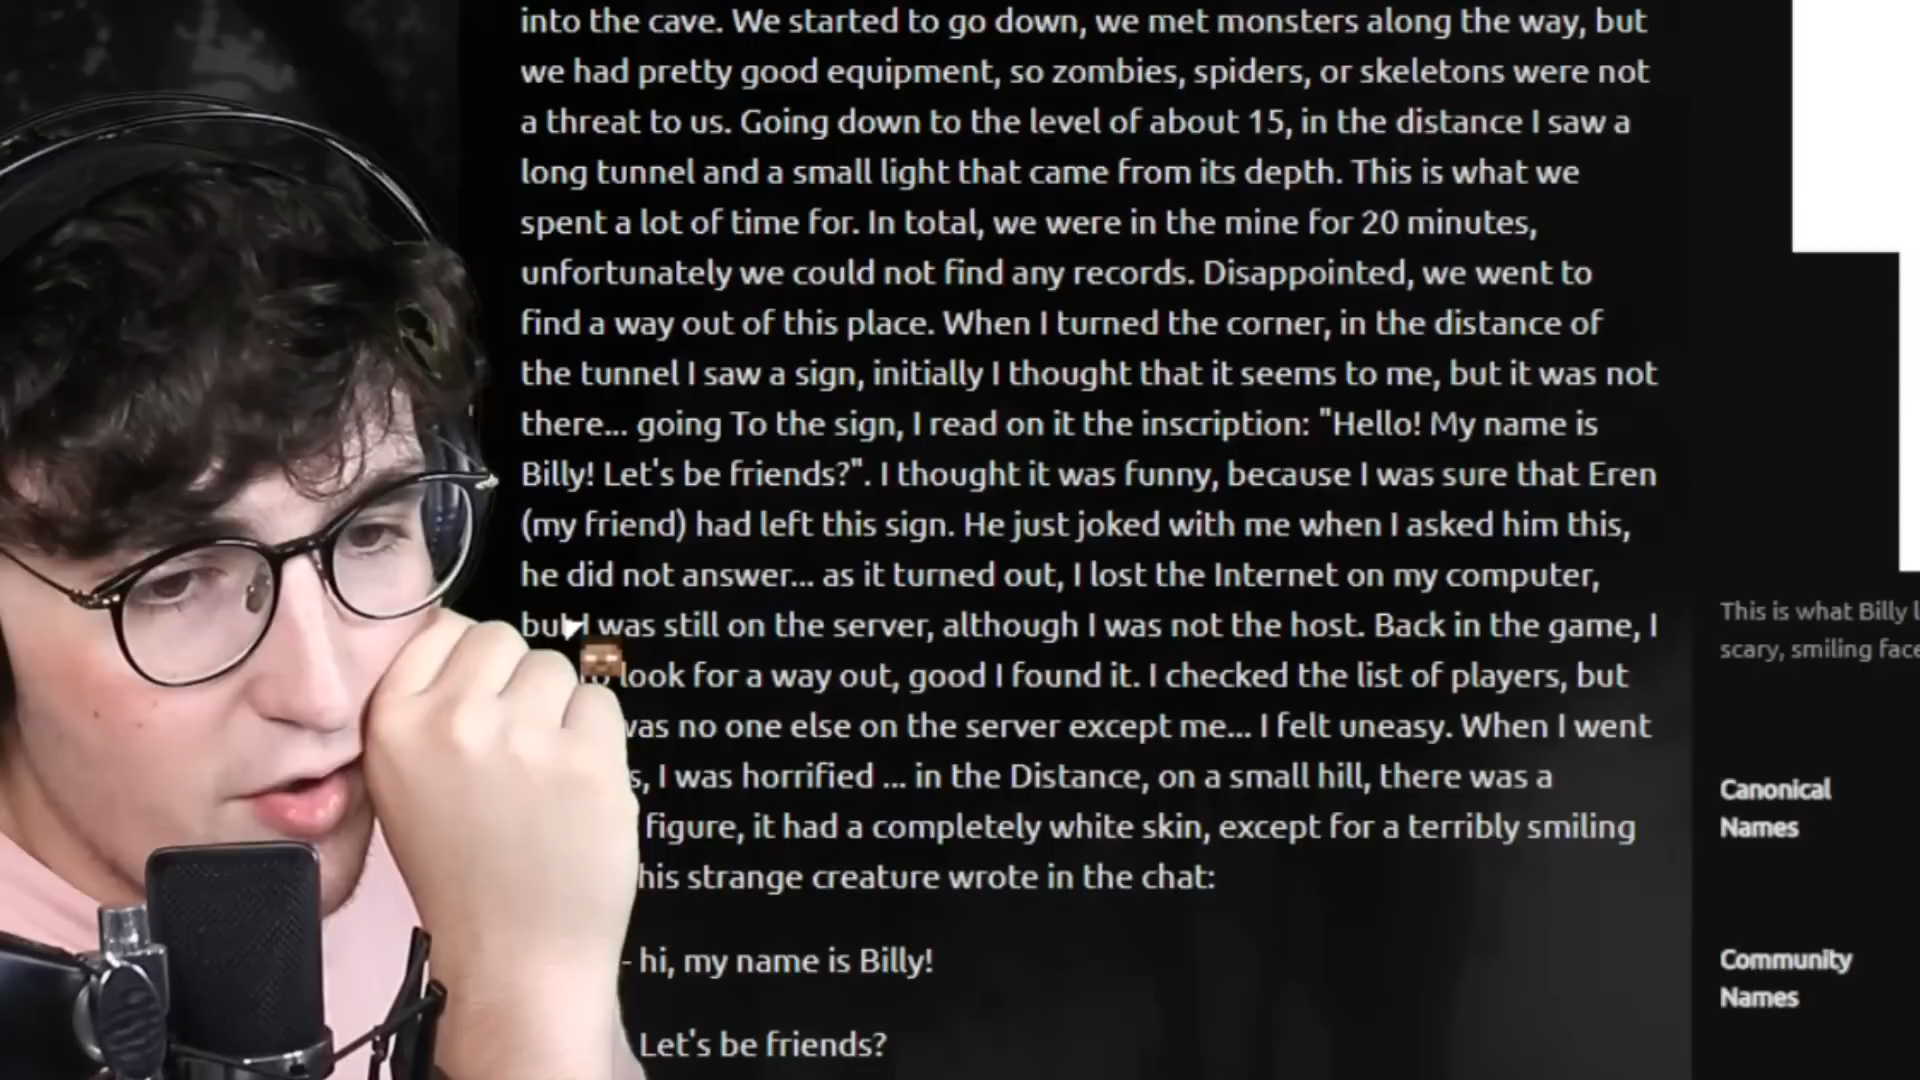 into the cave. We started to go down, we met monsters along the way, but
we had pretty good equipment, so zombies, spiders, or skeletons were not
a threat to us. Going down to the level of about 15, in the distance I saw a
long tunnel and a small light that came from its depth. This is what we
spent a lot of time for. In total, we were in the mine for 20 minutes,
unfortunately we could not find any records. Disappointed, we went to
find a way out of this place. When I turned the corner, in the distance of
the tunnel I saw a sign, initially I thought that it seems to me, but it was not
there... going To the sign, I read on it the inscription: "Hello! My name is
Billy! Let's be friends?". I thought it was funny, because I was sure that Eren
(my friend) had left this sign. He just joked with me when I asked him this,
he did not answer... as it turned out, I lost the Internet on my computer,
but I was still on the server, although I was not the host. Back in the game, I
look for a way out, good I found it. I checked the list of players, but
was no one else on the server except me... I felt uneasy. When I went
I was horrified ... in the Distance, on a small hill, there was a
figure, it had a completely white skin, except for a terribly smiling
his strange creature wrote in the chat:
- hi, my name is Billy!
Let's be friends?
This is what Billy
scary, smiling face
Canonical
Names
Community
Names